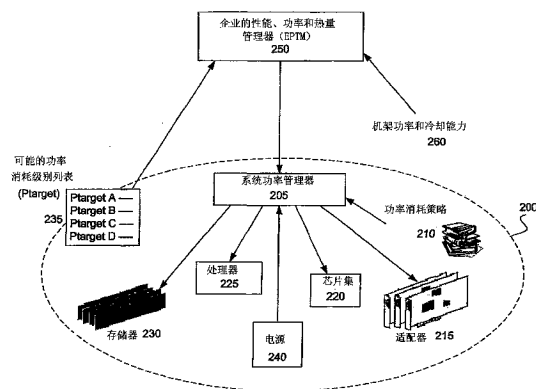 企业的性能、功率和热量
管理器 (EPTM)
250
机架功率和冷却能力
260
可能的功率
消耗级别列表
(Ptarget)
Ptarget A
Ptarget B
Ptarget C
Ptarget D
235
系统功率管理器
205
功率消耗策略
210
200
处理器
225
芯片集
220
存储器 230
电源
240
适配器 215